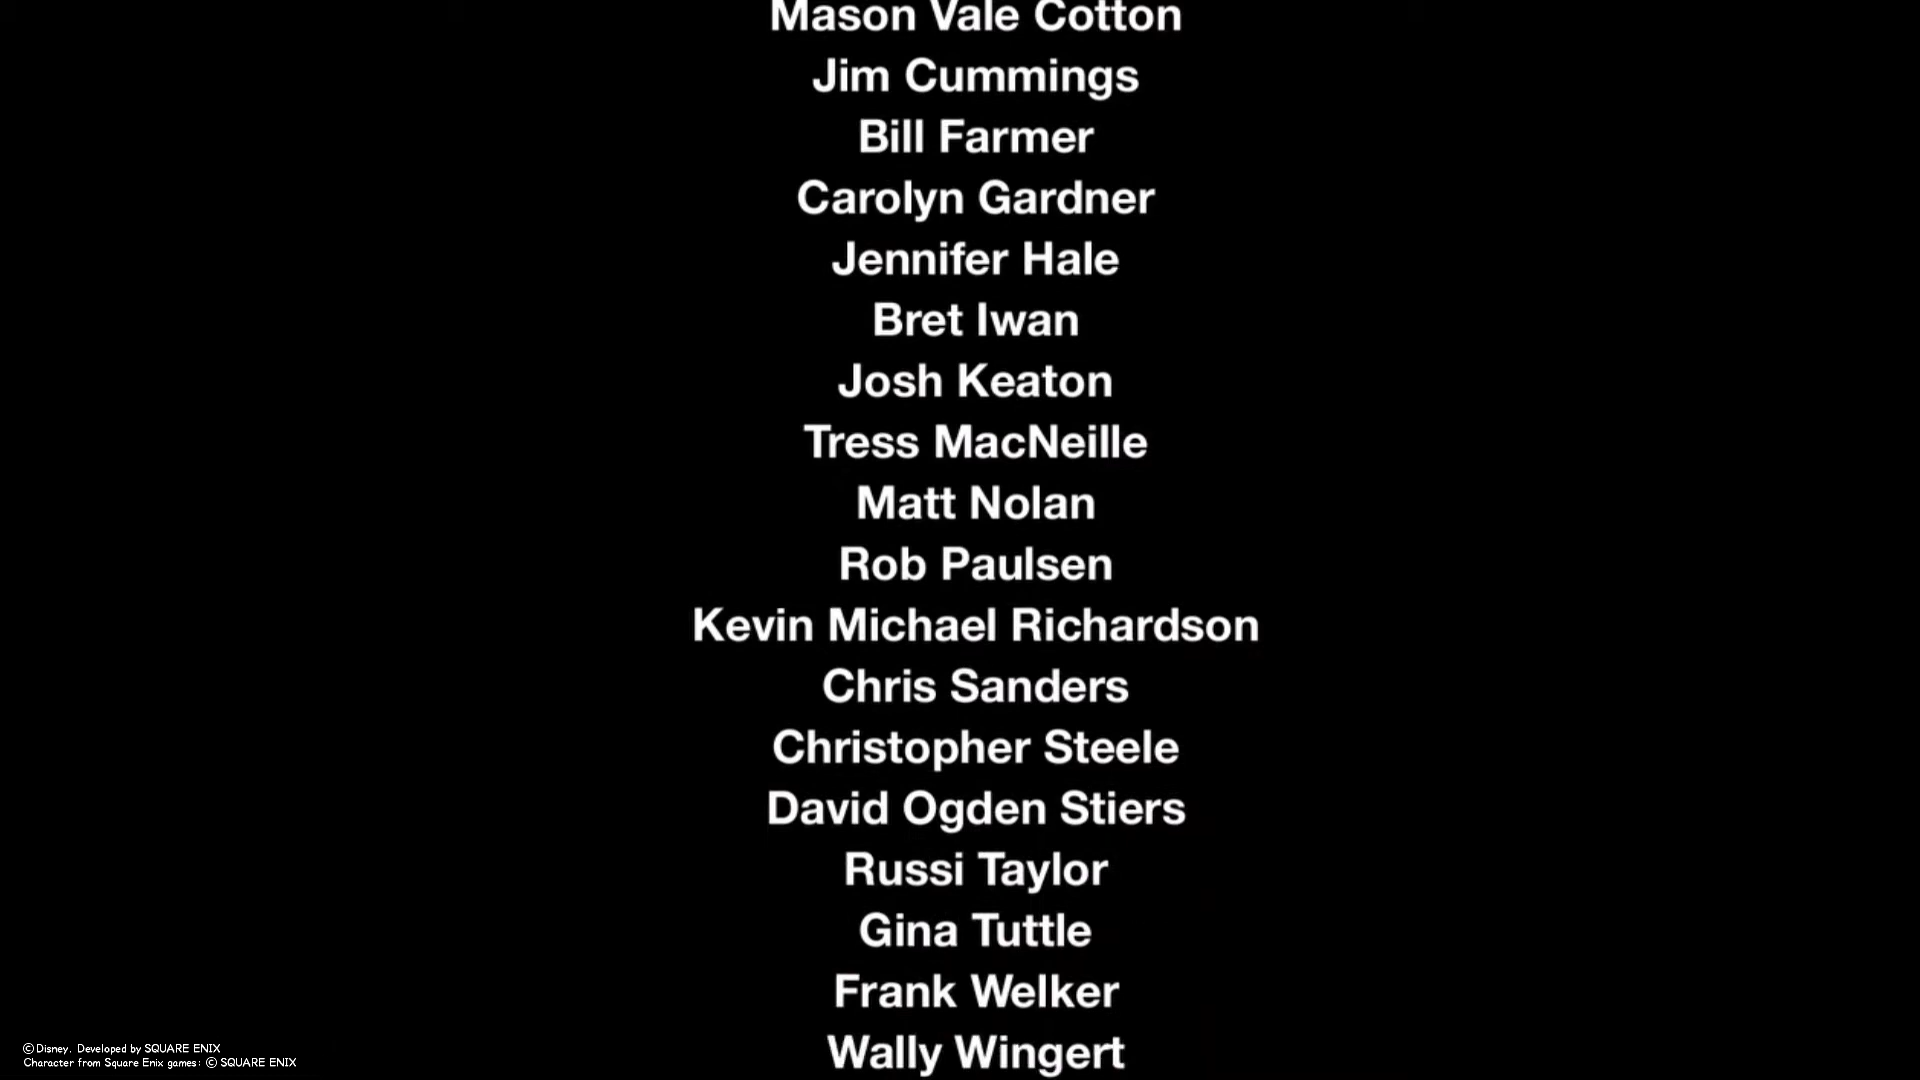 Mason Vale Cotton
Jim Cummings
Bill Farmer
Carolyn Gardner
Jennifer Hale
Bret Iwan
Josh Keaton
Tress MacNeille
Matt Nolan
Rob Paulsen
Kevin Michael Richardson
Chris Sanders
Christopher Steele
David Ogden Stiers
Russi Taylor
Gina Tuttle
Frank Welker
Wally Wingert
©Disney. Developed by SQUARE ENIX
Character from Square Enix games: © SQUARE ENIX